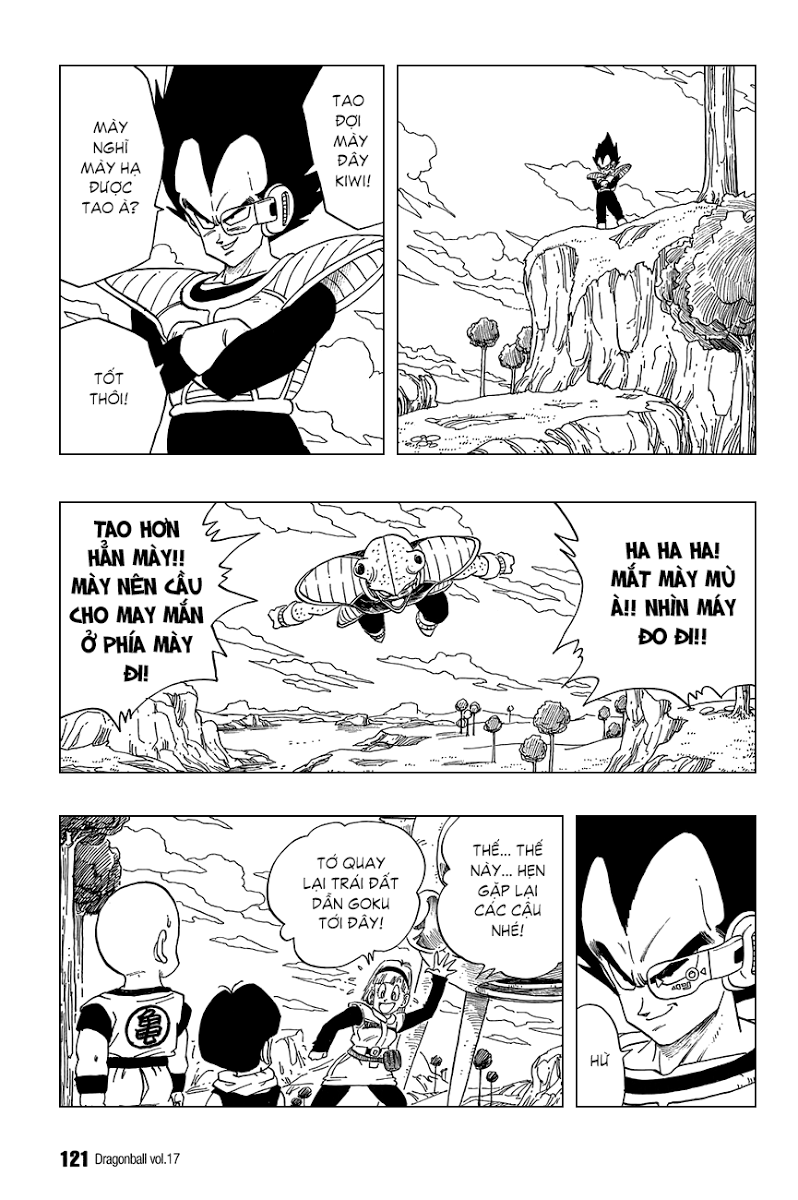 TAO
ĐỢI
MÀY
ĐÂY
KIWI!
MÀY
NGHĨ
MÀY HẠ
ĐƯỢC
TAO À?
TỐT
THÔI!
HA HA HA!
MẮT MÀY MÙ
À!! NHÌN MÁY
ĐO ĐI!!
TAO HƠN
HẲN MÀY!!
MÀY NÊN CẦU
CHO MAY MẮN
Ở PHÍA MÀY
ĐI!
HỪ
THẾ... THẾ
NÀY... HẸN
GẶP LẠI
CÁC CẬU
NHÉ!
TỚ QUAY
LẠI TRÁI ĐẤT
DẪN GOKU
TỚI ĐÂY!
亀
121 Dragonball vol.17